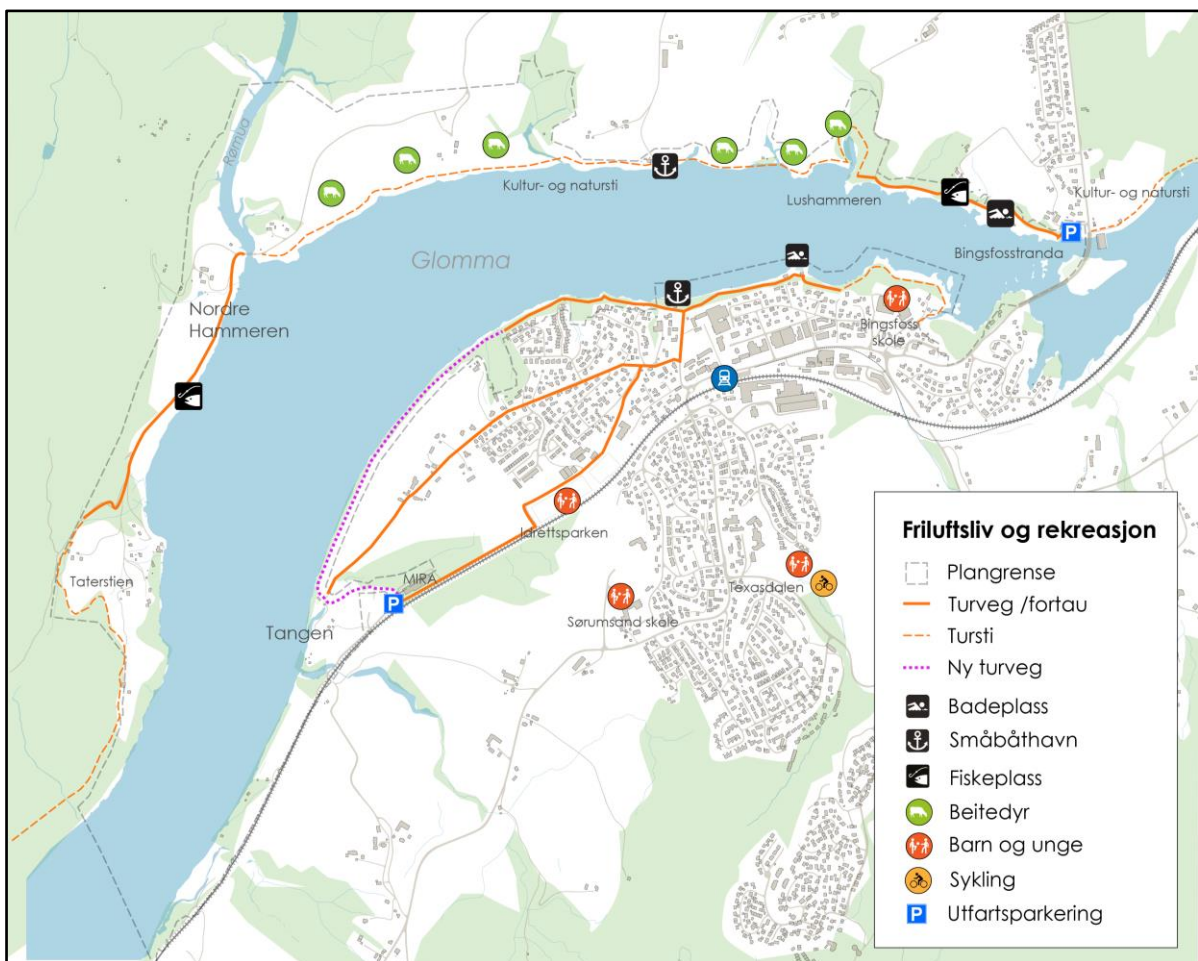 Rømua
Kultur- og natursti
Lushammeren
Kultur- og natursti
Bingsfosstranda
Glomma
Nordre
Hammeren
Bingsfoss
skole
Idrettsparken
Taterstien
MIRA
Texasdalen
Sørumsand skole
Tangen
P
P
Friluftsliv og rekreasjon
Plangrense
Turveg /fortau
Tursti
Ny turveg
Badeplass
Småbåthavn
Fiskeplass
Beitedyr
Barn og unge
Sykling
P Utfartsparkering